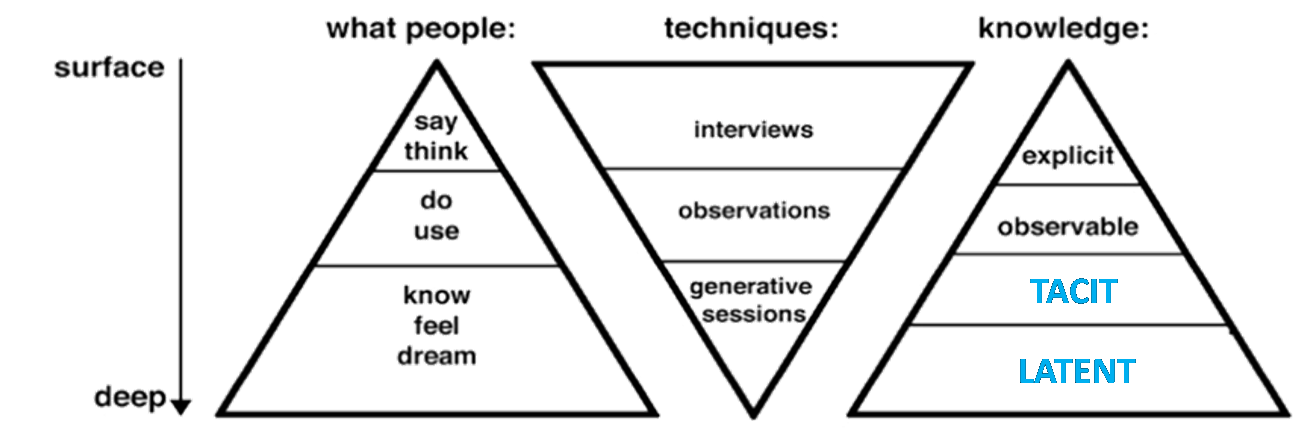 what people:
techniques:
knowledge:
surface
say
think
do
use
know
feel
dream
interviews
observations
generative
sessions
explicit
observable
TACIT
LATENT
deep